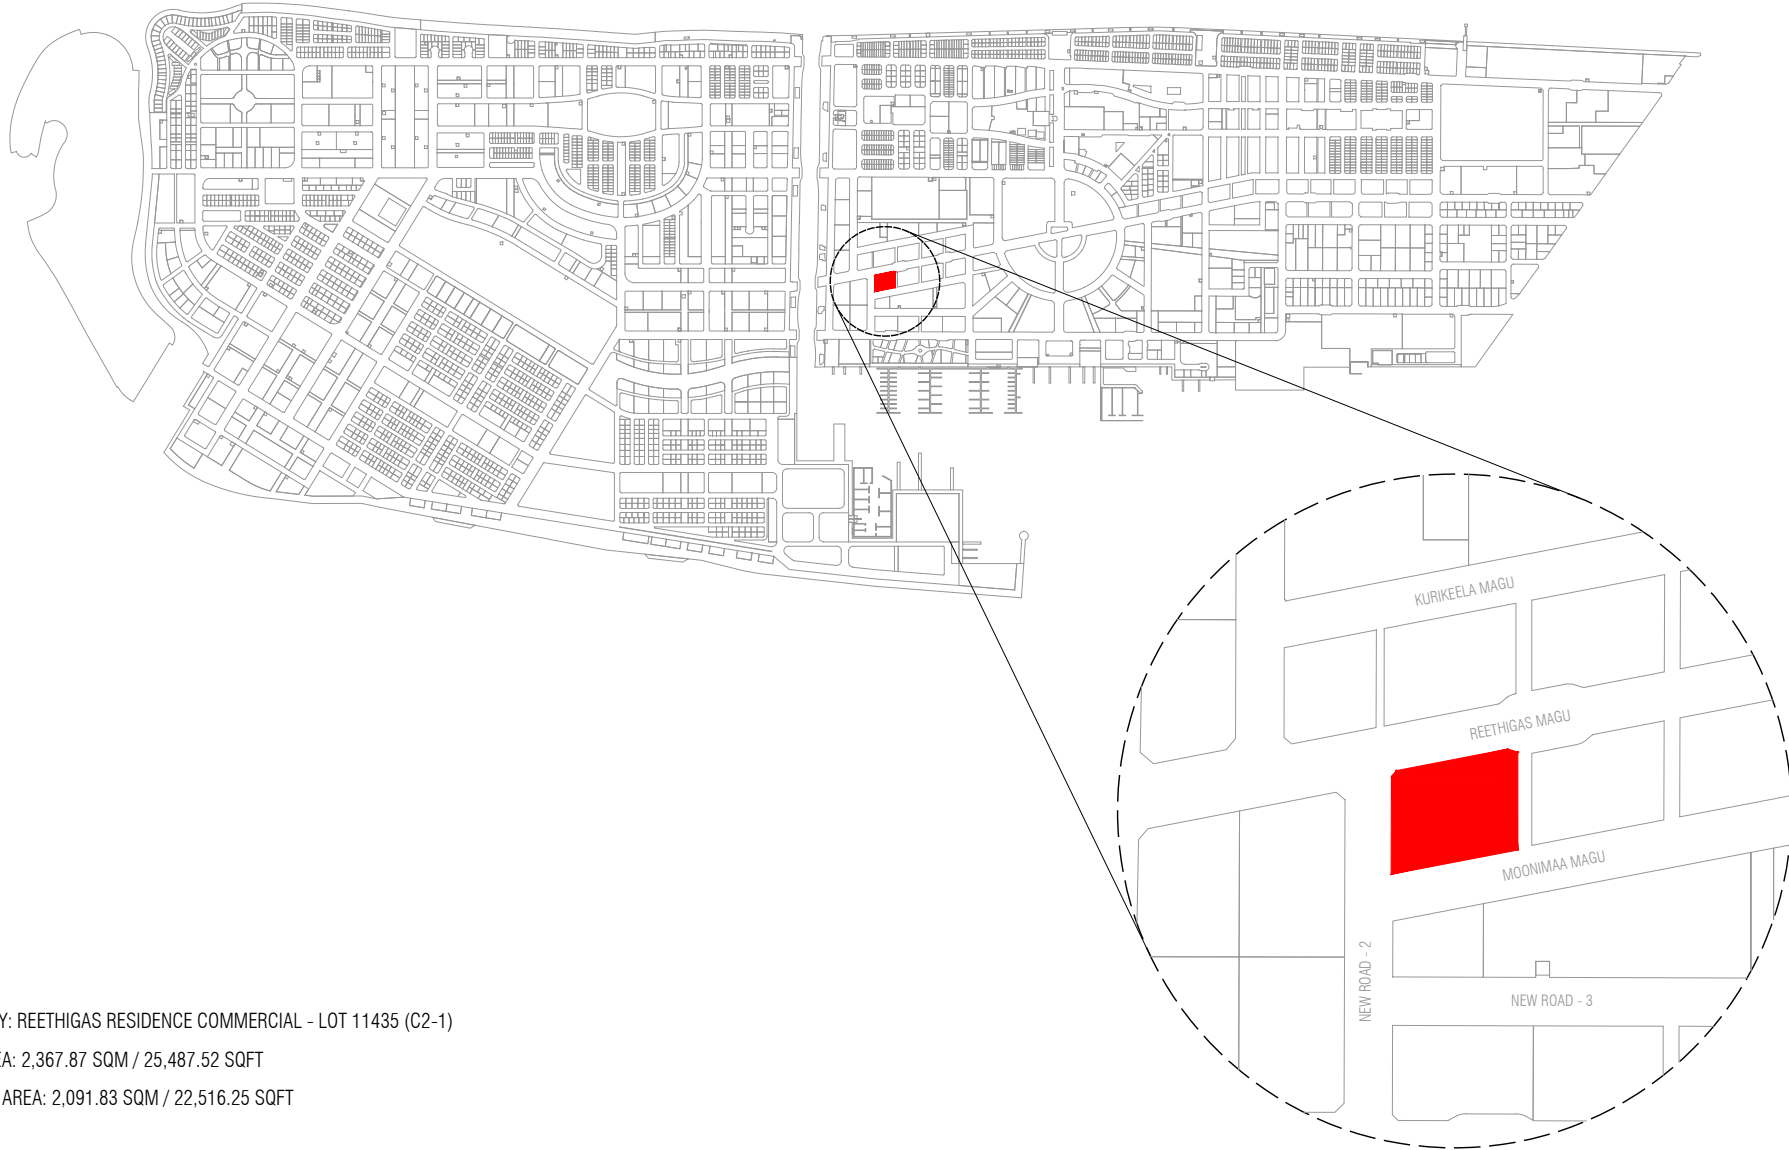 KURIKEELA MAGU
REETHIGAS MAGU
MOONIMAA MAGU
NEW ROAD - 2
NEW ROAD - 3
Y: REETHIGAS RESIDENCE COMMERCIAL - LOT 11435 (C2-1)
EA: 2,367.87 SQM / 25,487.52 SQFT
AREA: 2,091.83 SQM / 22,516.25 SQFT